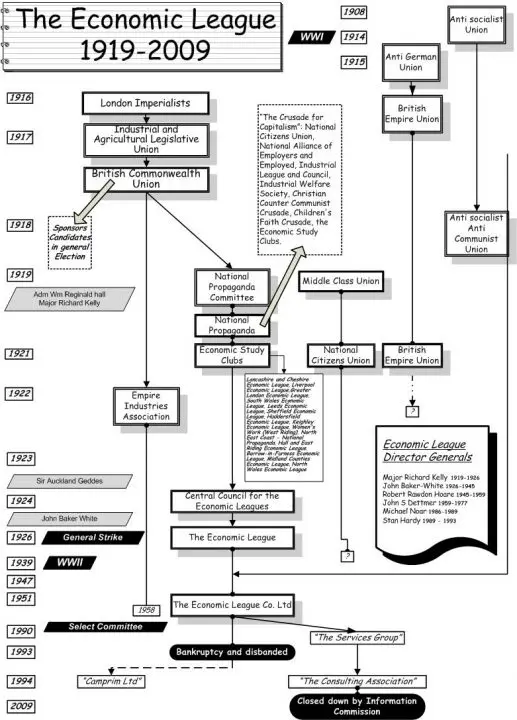 The Economic League
1919-2009
1908
WWI
1914
1915
Anti socialist
Union
Anti German
Union
1916
London Imperialists
British
Empire Union
1917
Industrial and
Agricultural Legislative
Union
British Commonwealth
Union
"The Crusade for
Capitalism": National
Citizens Union,
National Alliance of
Employers and
Employed, Industrial
League and Council,
Industrial Welfare
Society, Christian
Counter Communist
Crusade, Children's
Faith Crusade, the
Economic Study
Clubs.
1918
Sponsors
Candidates
in general
Election
Anti socialist
Anti
Communist
Union
1919
Adm Wm Reginald hall
Major Richard Kelly
National
Propaganda
Committee
Middle Class Union
National
Propaganda
1921
Economic Study
Clubs
National
Citizens Union
British
Empire Union
1922
Empire
Industries
Association
Lancashire and Cheshire
Economic League, Liverpool
Economic League,Greater
London Economic League.
South Wales Economic
League, Leeds Economic
League, Sheffield Economic
League, Huddersfield
Economic League, Keighley
Economic League, Women's
Work (West Riding), North
East Coast - National
Propaganda, Hull and East
Riding Economic League
Barrow-in-Furness Economic
League, Midland Counties
Economic League, North
Wales Economic League
?
Economic League
Director Generals
Major Richard Kelly 1919-1926
John Baker-White 1926-1945
Robert Rawdon Hoare 1945-1959
John S Dettmer 1959-1977
Michael Noar 1986-1989
Stan Hardy 1989 - 1993
1923
Sir Auckland Geddes
1924
Central Council for the
Economic Leagues
John Baker White
1926
General Strike
The Economic League
1939
WWII
?
1947
1951
1958
The Economic League Co. Ltd
1990
Select Committee
"The Services Group"
1993
Bankruptcy and disbanded
1994
"Camprim Ltd"
"The Consulting Association"
2009
Closed down by Information
Commission